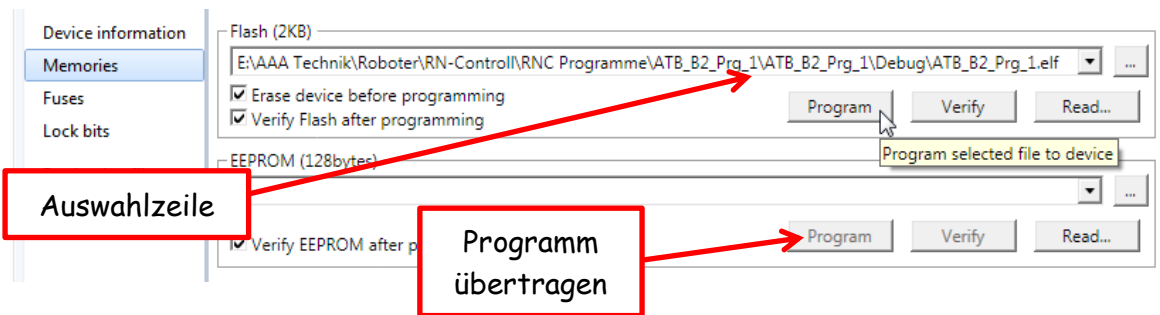 Device information
Memories
Fuses
Lock bits
Flash (2KB)
E:\AAA Technik\Roboter\RN-Controll\RNC Programme\ATB_B2_Prg_1\ATB_B2_Prg_1\Debug\ATB_B2_Prg_1.elf ...
Erase device before programming
Verify Flash after programming
Program Verify Read...
Program selected file to device
EEPROM (128bytes)
...
Verify EEPROM after p
Program Verify Read...
Auswahlzeile
Programm
übertragen